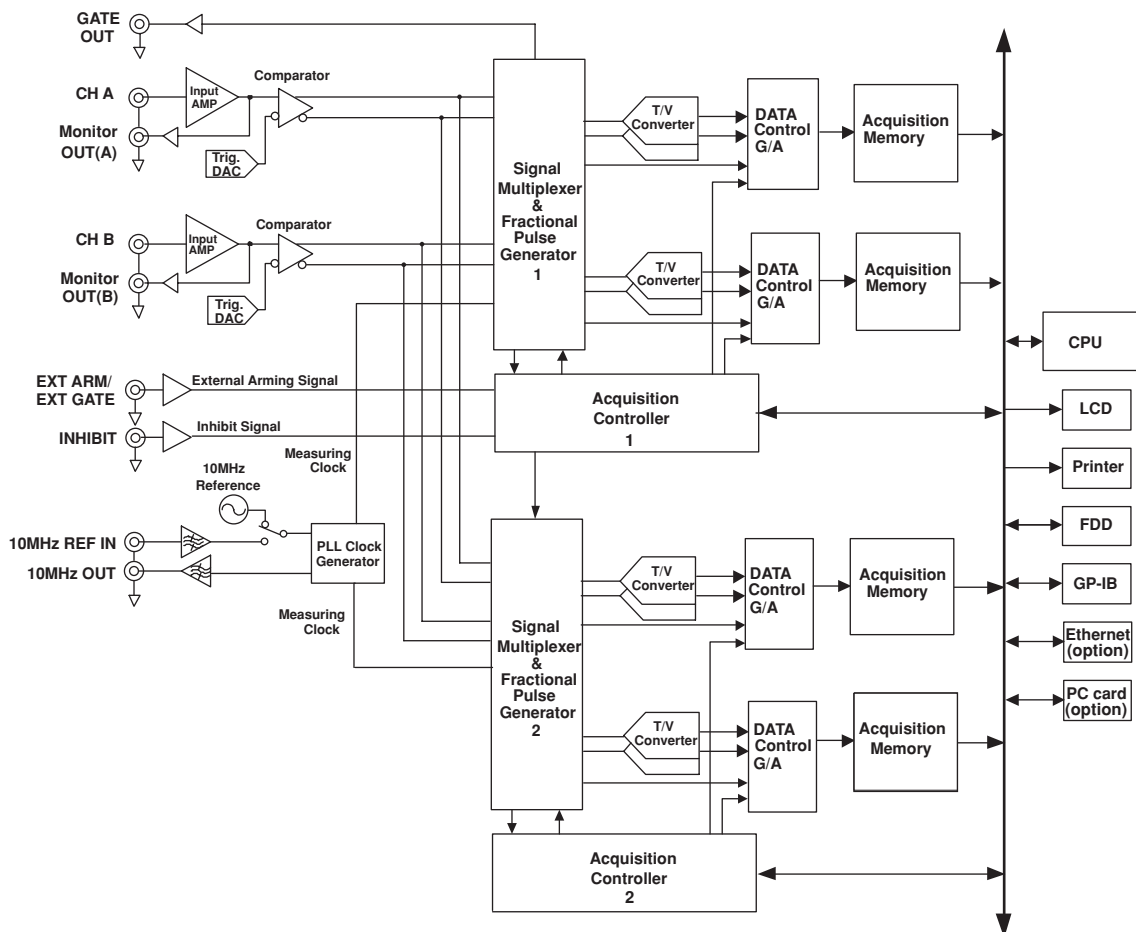 GATE
OUT
CH A
Input
AMP
Comparator
Monitor
OUT(A)
Trig.
DAC
CH B
Input
AMP
Comparator
Monitor
OUT(B)
Trig.
DAC
EXT ARM/
EXT GATE
External Arming Signal
INHIBIT
Inhibit Signal
Measuring
Clock
10MHz
Reference
10MHz REF IN
10MHz OUT
PLL Clock
Generator
Measuring
Clock
Signal
Multiplexer
&
Fractional
Pulse
Generator
1
T/V
Converter
DATA
Control
G/A
Acquisition
Memory
T/V
Converter
DATA
Control
G/A
Acquisition
Memory
Acquisition
Controller
1
Signal
Multiplexer
&
Fractional
Pulse
Generator
2
T/V
Converter
DATA
Control
G/A
Acquisition
Memory
T/V
Converter
DATA
Control
G/A
Acquisition
Memory
Acquisition
Controller
2
CPU
LCD
Printer
FDD
GP-IB
Ethernet
(option)
PC card
(option)